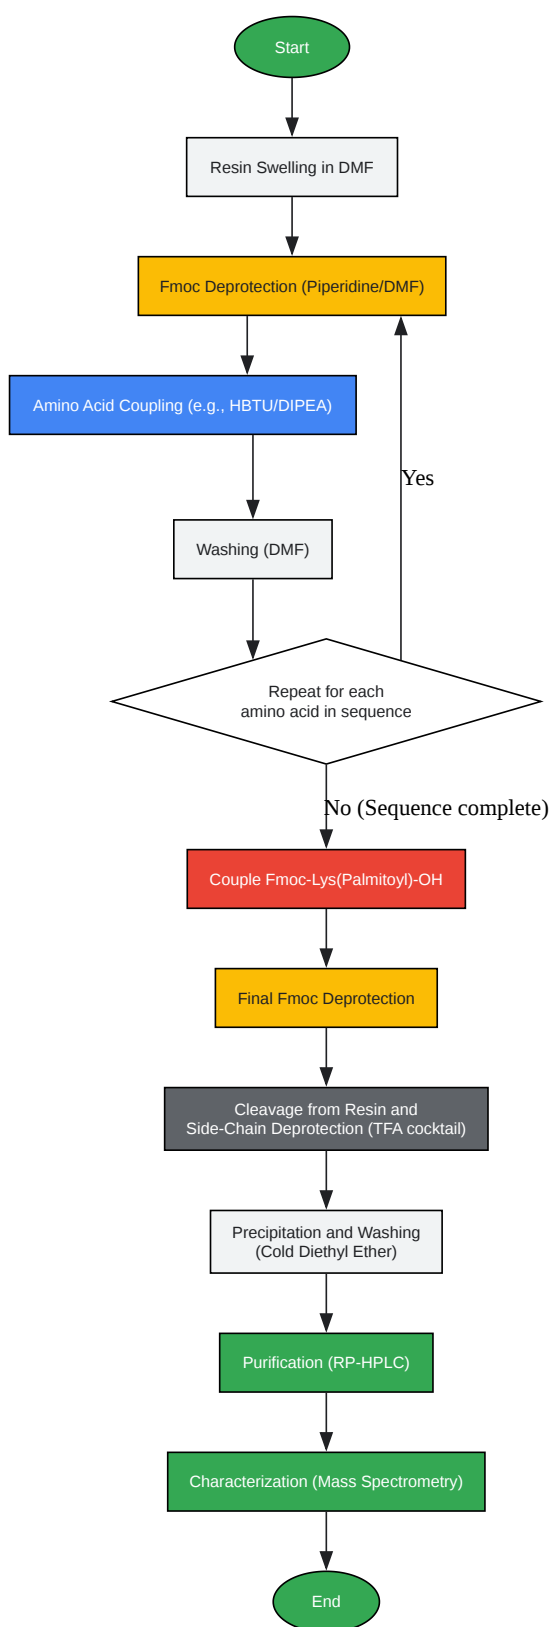 Start
Resin Swelling in DMF
Fmoc Deprotection (Piperidine/DMF)
Amino Acid Coupling (e.g., HBTU/DIPEA)
Yes
Washing (DMF)
Repeat for each
amino acid in sequence
No (Sequence complete)
Couple Fmoc-Lys(Palmitoyl)-OH
Final Fmoc Deprotection
Cleavage from Resin and
Side-Chain Deprotection (TFA cocktail)
Precipitation and Washing
(Cold Diethyl Ether)
Purification (RP-HPLC)
Characterization (Mass Spectrometry)
End